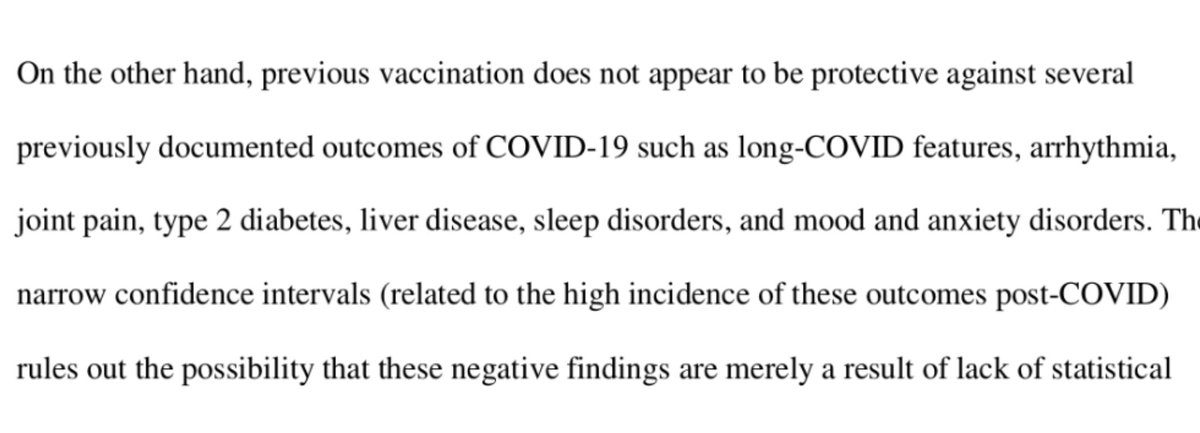 On the other hand, previous vaccination does not appear to be protective against several
previously documented outcomes of COVID-19 such as long-COVID features, arrhythmia,
joint pain, type 2 diabetes, liver disease, sleep disorders, and mood and anxiety disorders. The
narrow confidence intervals (related to the high incidence of these outcomes post-COVID)
rules out the possibility that these negative findings are merely a result of lack of statistical